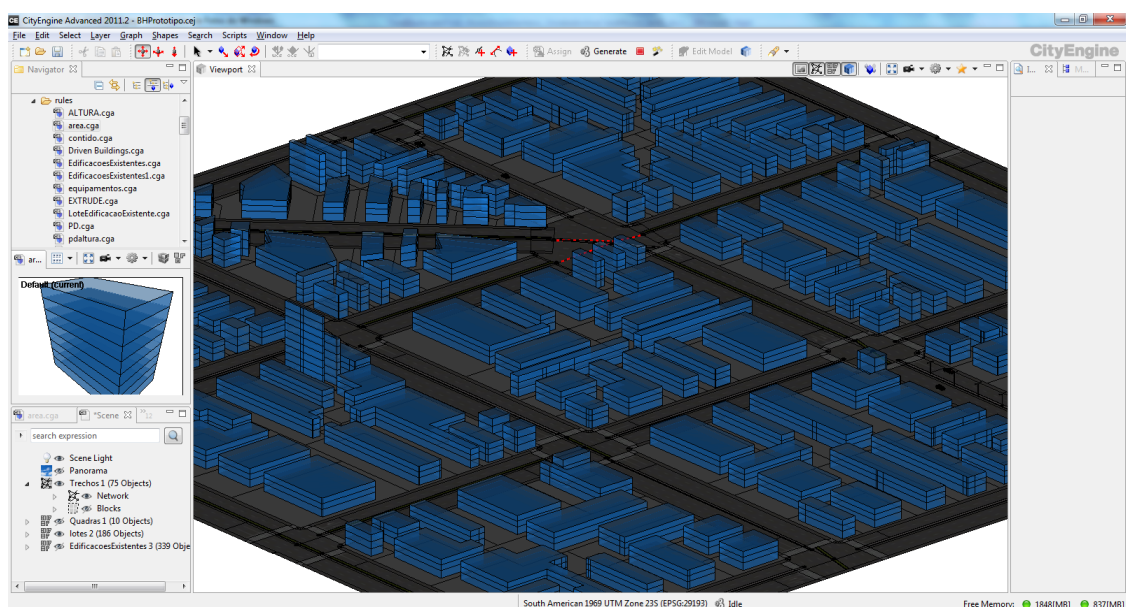 CE CityEngine Advanced 2011.2 - BHPrototipo.cej
File Edit Select Layer Graph Shapes Search Scripts Window Help
Assign Generate Edit Model
CityEngine
Navigator
Viewport
I...
M...
rules
ALTURA.cga
area.cga
contido.cga
Driven Buildings.cga
EdificacoesExistentes.cga
EdificacoesExistentes1.cga
equipamentos.cga
EXTRUDE.cga
LoteEdificacaoExistente.cga
PD.cga
pdaltura.cga
ar...
Default (current)
area.cga *Scene »12
search expression
Scene Light
Panorama
Trechos 1 (75 Objects)
Network
Blocks
Quadras 1 (10 Objects)
lotes 2 (186 Objects)
EdificacoesExistentes 3 (339 Obje
South American 1969 UTM Zone 23S (EPSG:29193) Idle
Free Memory: 1848[MB] 837[MB]